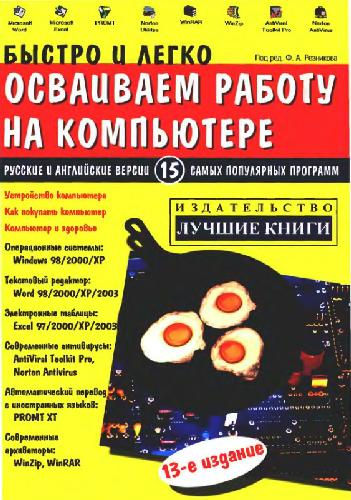 Microsoft Word
Microsoft Excel
PROMT
Norton Utilities
WinRAR
WinZip
AntiViral Toolkit Pro
Norton Antivirus
БЫСТРО И ЛЕГКО
Под ред. Ф. А. Резникова
ОСВАИВАЕМ РАБОТУ
НА КОМПЬЮТЕРЕ
РУССКИЕ И АНГЛИЙСКИЕ ВЕРСИИ 15 САМЫХ ПОПУЛЯРНЫХ ПРОГРАММ
Устройство компьютера
Как покупать компьютер
Компьютер и здоровье
Операционные системы:
Windows 98/2000/XP
Текстовый редактор:
Word 98/2000/XP/2003
Электронные таблицы:
Excel 97/2000/XP/2003
Современные антивирусы:
AntiViral Toolkit Pro,
Norton Antivirus
Автоматический перевод
с иностранных языков:
PROMT XT
Современные
архиваторы:
WinZip, WinRAR
ИЗДАТЕЛЬСТВО
ЛУЧШИЕ КНИГИ
13-е издание